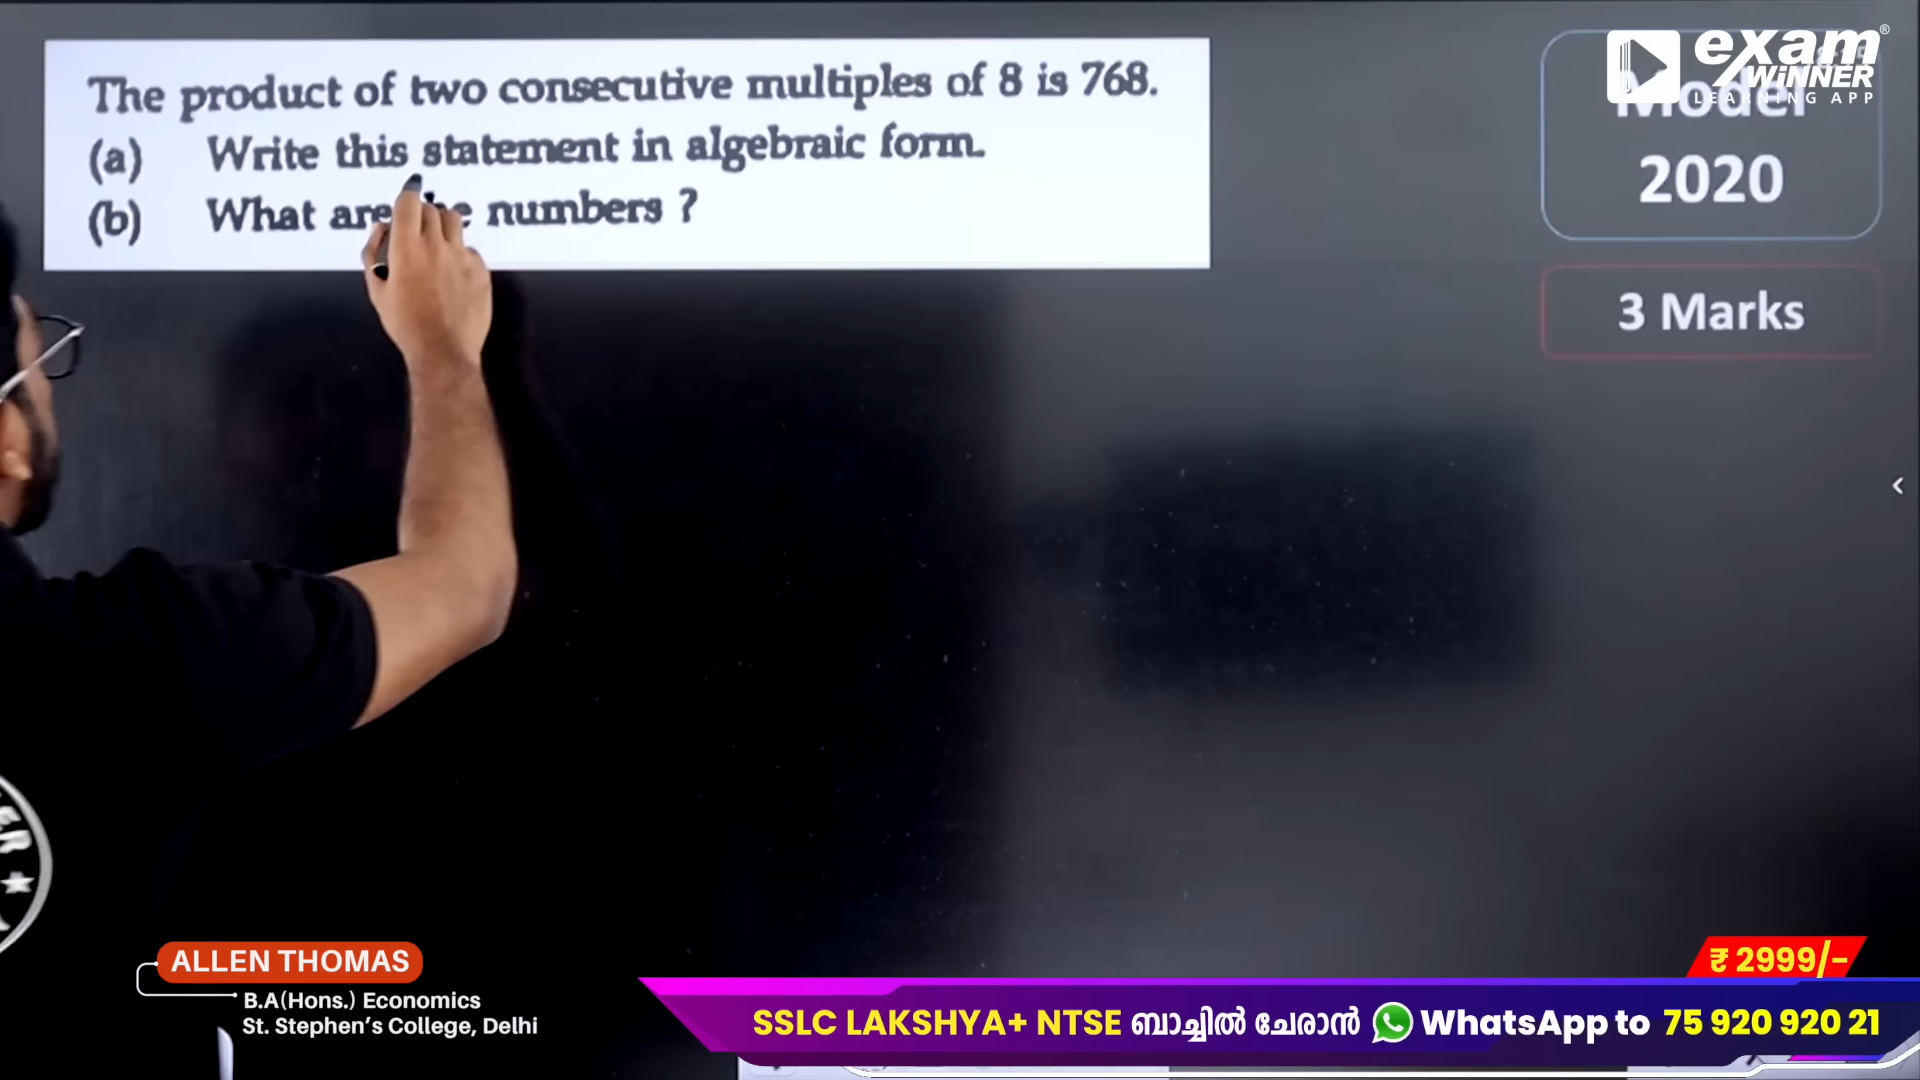 The product of two consecutive multiples of 8 is 768.
(a) Write this statement in algebraic form.
(b) What are numbers ?
exam
WINNER
LEARNING APP
Model
2020
3 Marks
ALLEN THOMAS
B.A(Hons.) Economics
St. Stephen's College, Delhi
₹ 2999/-
SSLC LAKSHYA+ NTSE ബാച്ചിൽ ചേരാൻ WhatsApp to 75 920 920 21